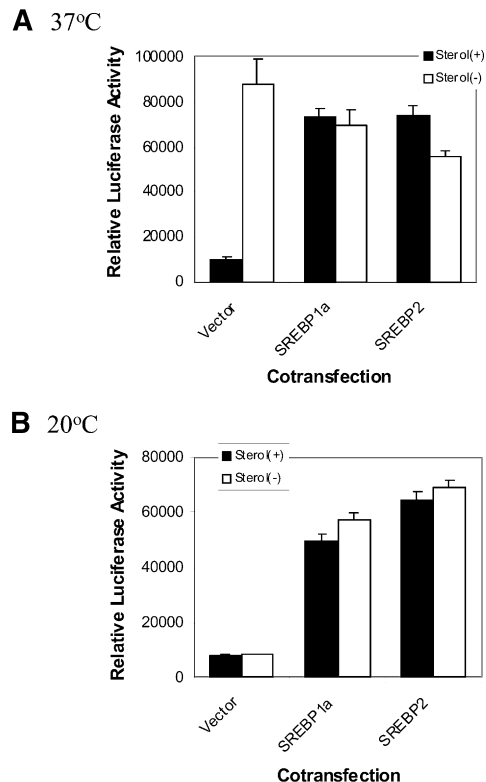 A 37°C
Relative Luciferase Activity
100000
80000
60000
40000
20000
0
Sterol(+)
Sterol(-)
Vector
SREBP1a
SREBP2
Cotransfection
B 20°C
Relative Luciferase Activity
80000
60000
40000
20000
0
Sterol(+)
Sterol(-)
Vector
SREBP1a
SREBP2
Cotransfection